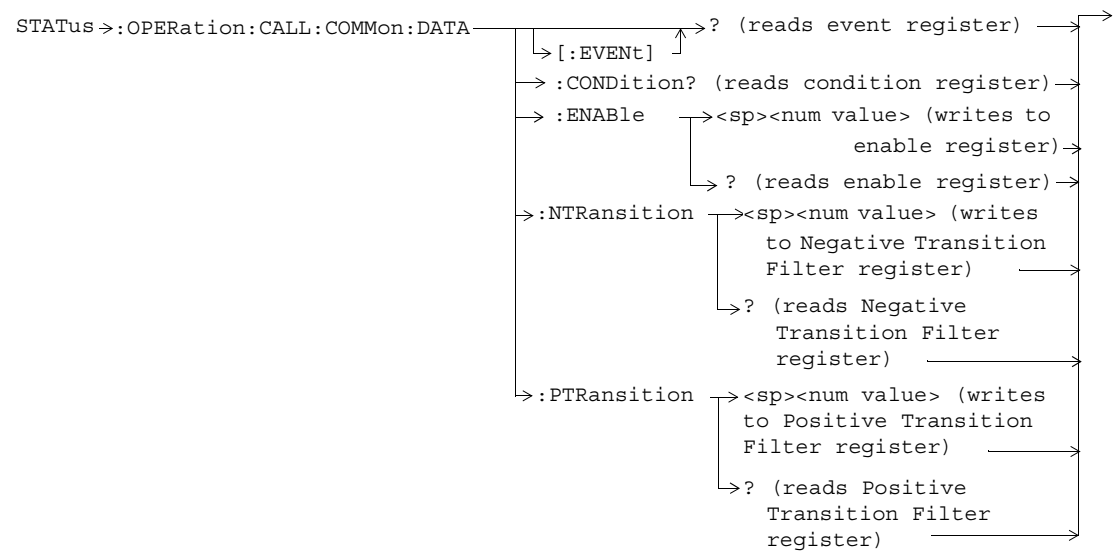 STATus :OPERation:CALL:COMMon:DATA ? (reads event register)
[:EVENt]
:CONDition? (reads condition register)
:ENABle <sp><num value> (writes to
enable register)
? (reads enable register)
:NTRansition <sp><num value> (writes
to Negative Transition
Filter register)
? (reads Negative
Transition Filter
register)
:PTRansition <sp><num value> (writes
to Positive Transition
Filter register)
? (reads Positive
Transition Filter
register)